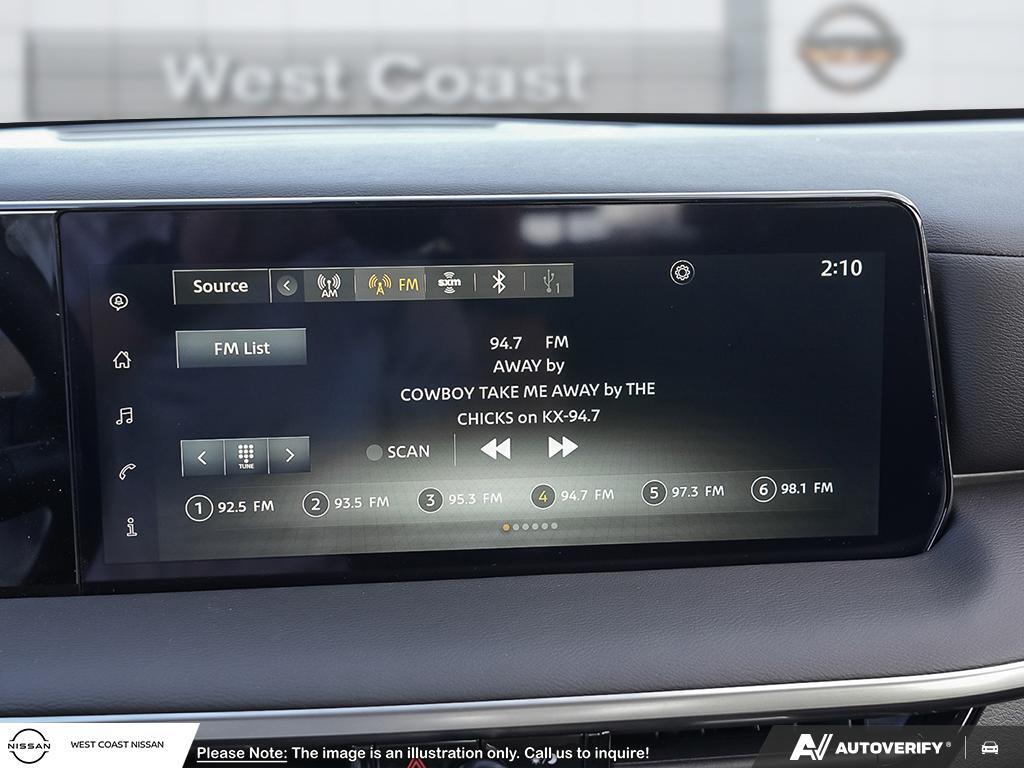 West Coast
2:10
Source
AM
FM
sxm
1
FM List
94.7 FM
AWAY by
COWBOY TAKE ME AWAY by THE
CHICKS on KX-94.7
TUNE
SCAN
1 92.5 FM 2 93.5 FM 3 95.3 FM 4 94.7 FM 5 97.3 FM 6 98.1 FM
i
NISSAN
WEST COAST NISSAN
Please Note: The image is an illustration only. Call us to inquire!
AV AUTOVERIFY®